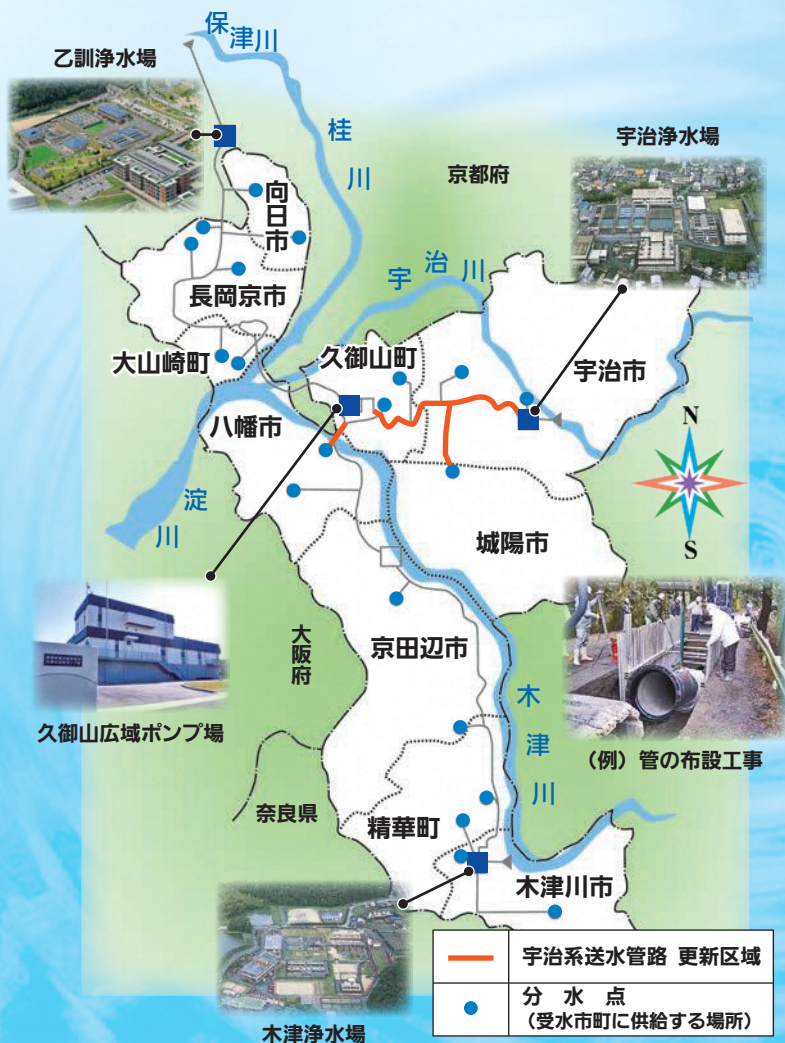 保津川
乙訓浄水場
桂川
宇治浄水場
京都府
向日市
宇治川
長岡京市
久御山町
大山崎町
宇治市
八幡市
N
淀川
S
城陽市
大阪府
京田辺市
木津川
久御山広域ポンプ場
（例）管の布設工事
奈良県
精華町
木津川市
宇治系送水管路 更新区域
分 水 点
（受水市町に供給する場所）
木津浄水場